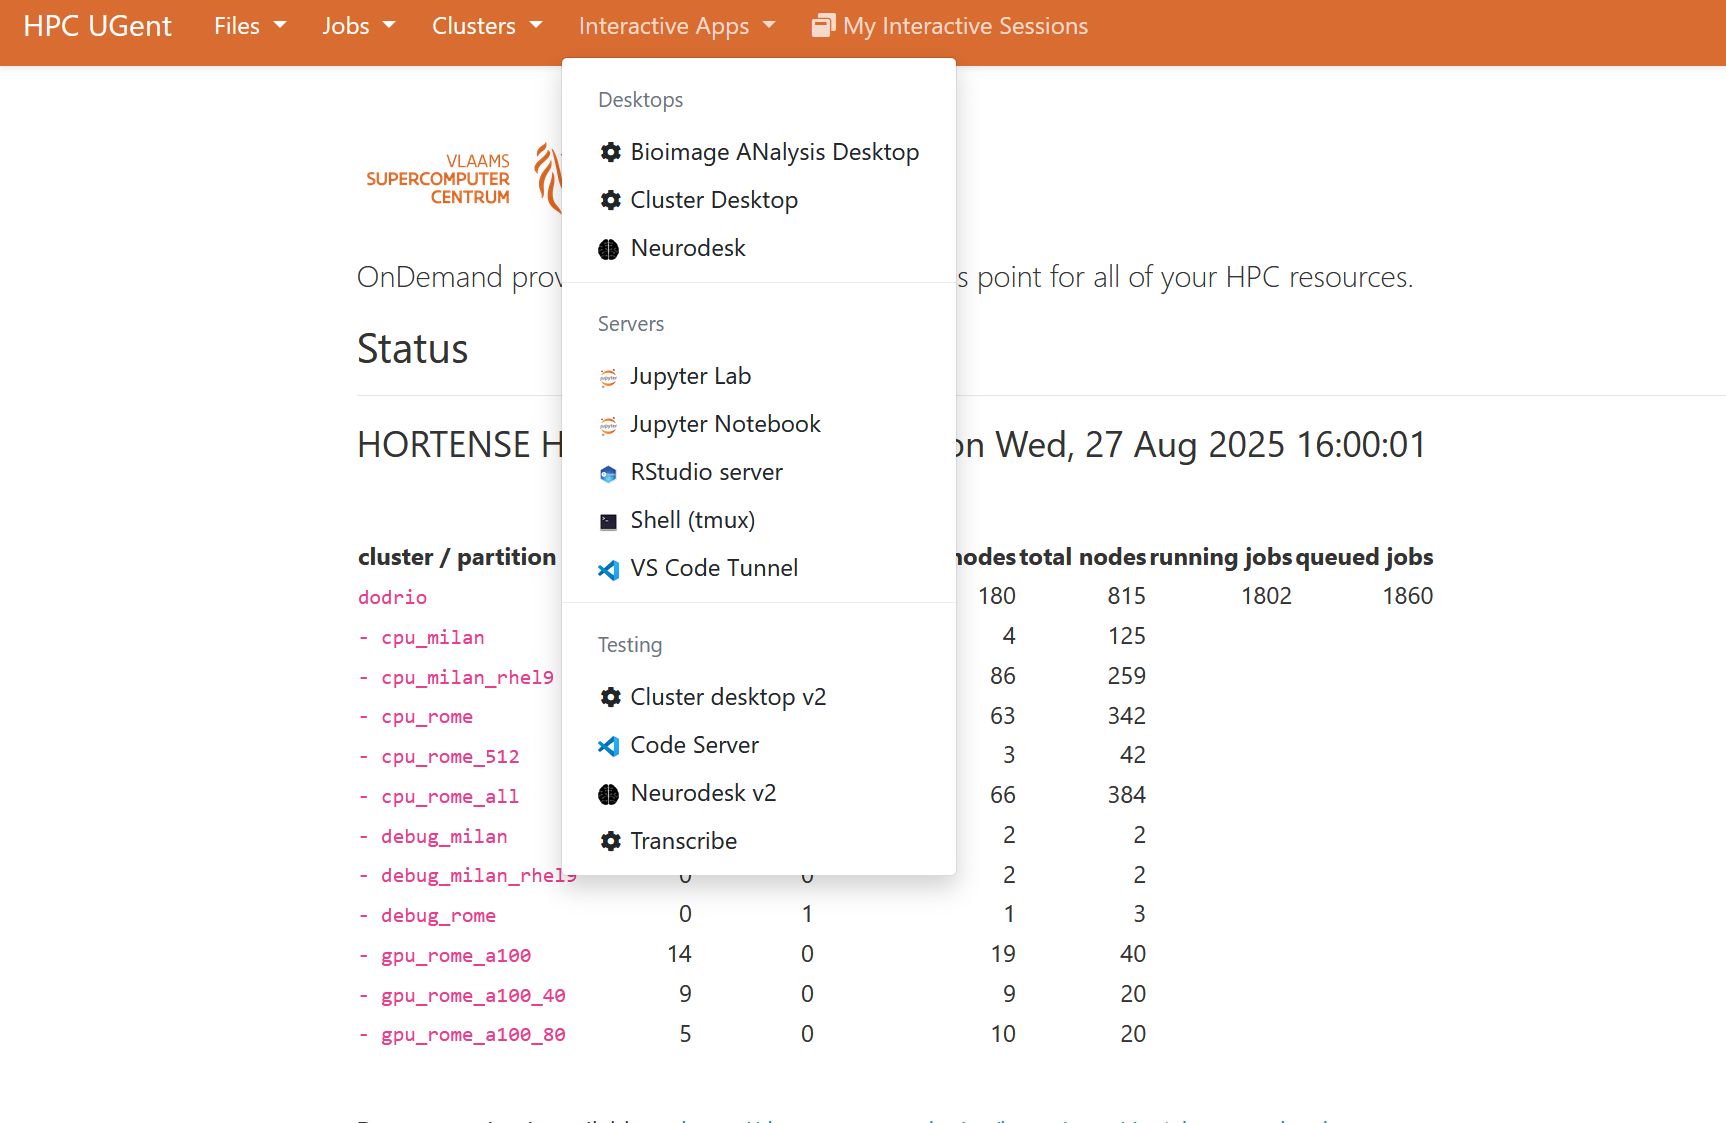 HPC UGent Files Jobs Clusters Interactive Apps My Interactive Sessions
Desktops
Bioimage ANalysis Desktop
Cluster Desktop
Neurodesk
Servers
Jupyter Lab
Jupyter Notebook
RStudio server
Shell (tmux)
VS Code Tunnel
Testing
Cluster desktop v2
Code Server
Neurodesk v2
Transcribe
VLAAMS
SUPERCOMPUTER
CENTRUM
OnDemand prov s point for all of your HPC resources.
Status
HORTENSE H on Wed, 27 Aug 2025 16:00:01
cluster / partition nodes total nodes running jobs queued jobs
dodrio 180 815 1802 1860
- cpu_milan 4 125
- cpu_milan_rhel9 86 259
- cpu_rome 63 342
- cpu_rome_512 3 42
- cpu_rome_all 66 384
- debug_milan 2 2
- debug_milan_rhel9 0 0 2 2
- debug_rome 0 1 1 3
- gpu_rome_a100 14 0 19 40
- gpu_rome_a100_40 9 0 9 20
- gpu_rome_a100_80 5 0 10 20